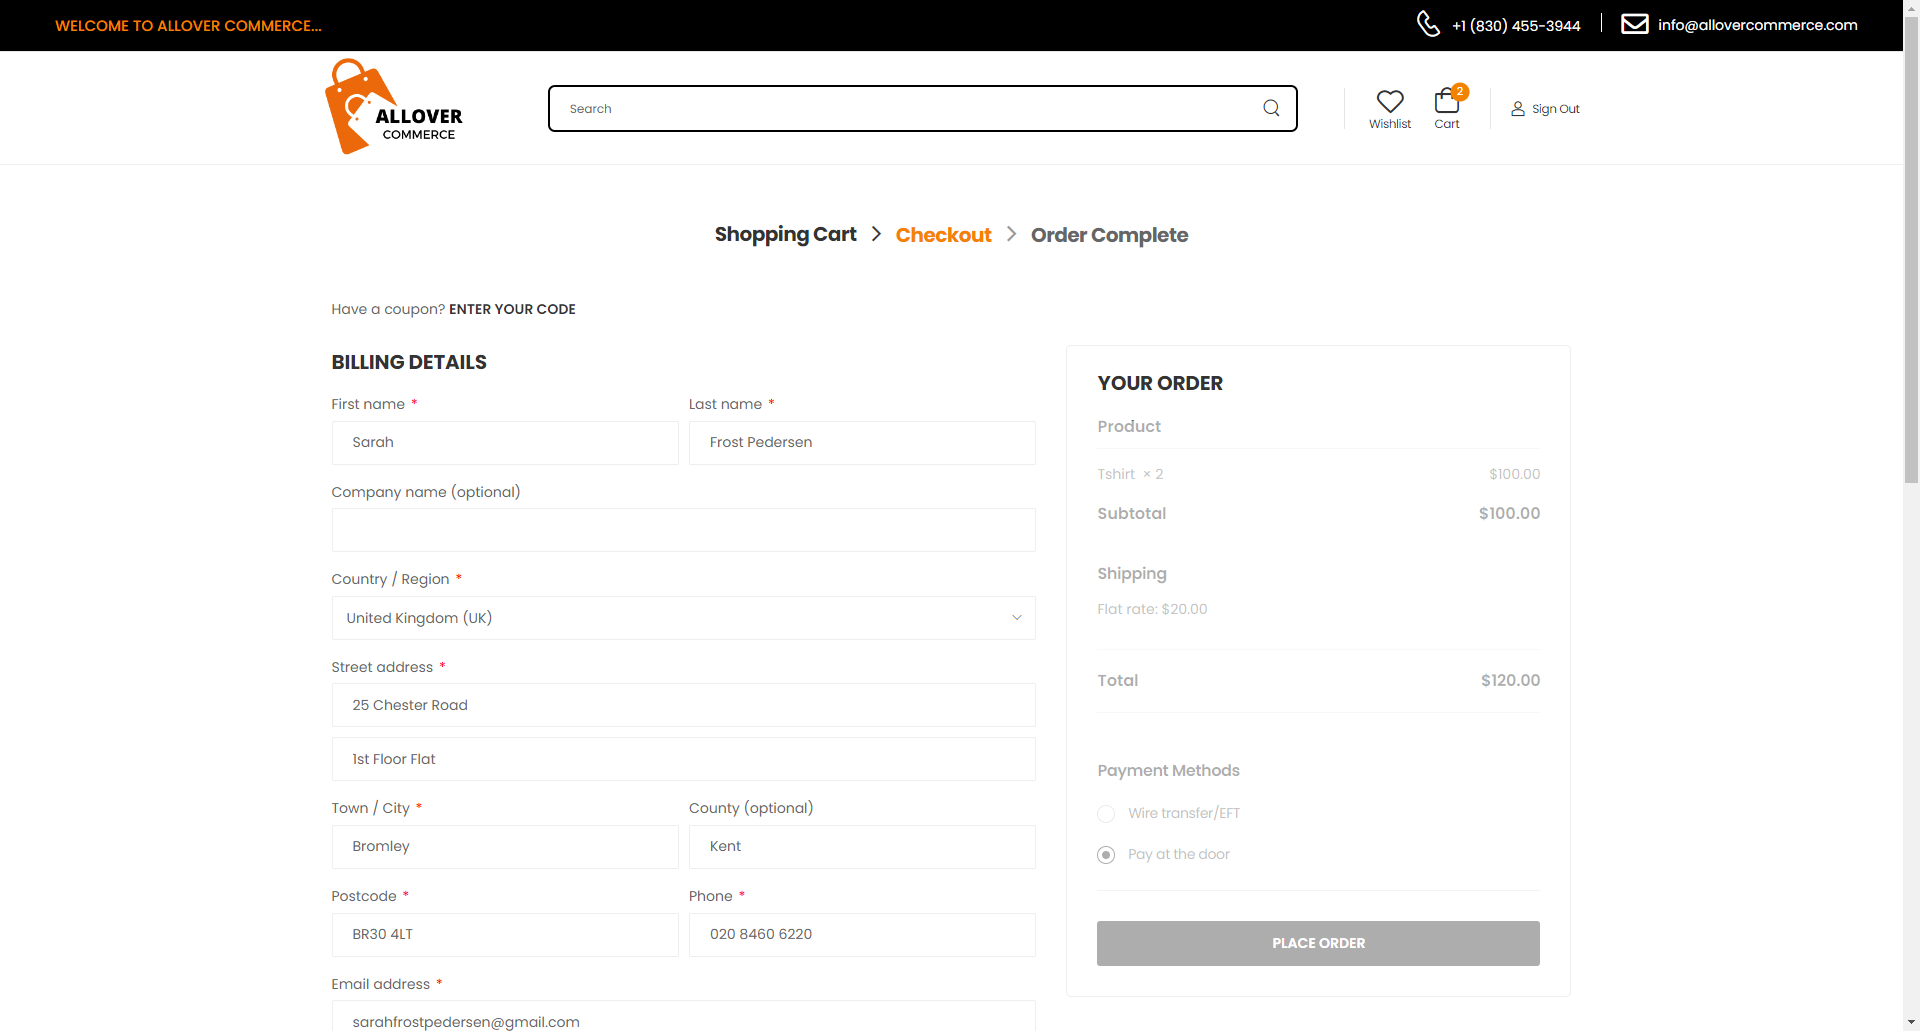 WELCOME TO ALLOVER COMMERCE...
+1 (830) 455-3944
info@allovercommerce.com
ALLOVER
COMMERCE
Search
Wishlist
2
Cart
Sign Out
Shopping Cart > Checkout > Order Complete
Have a coupon? ENTER YOUR CODE
BILLING DETAILS
First name *
Last name *
Sarah
Frost Pedersen
Company name (optional)
Country / Region *
United Kingdom (UK)
Street address *
25 Chester Road
1st Floor Flat
Town / City *
County (optional)
Bromley
Kent
Postcode *
Phone *
BR30 4LT
020 8460 6220
Email address *
sarahfrostpedersen@gmail.com
YOUR ORDER
Product
Tshirt × 2 $100.00
Subtotal $100.00
Shipping
Flat rate: $20.00
Total $120.00
Payment Methods
Wire transfer/EFT
Pay at the door
PLACE ORDER